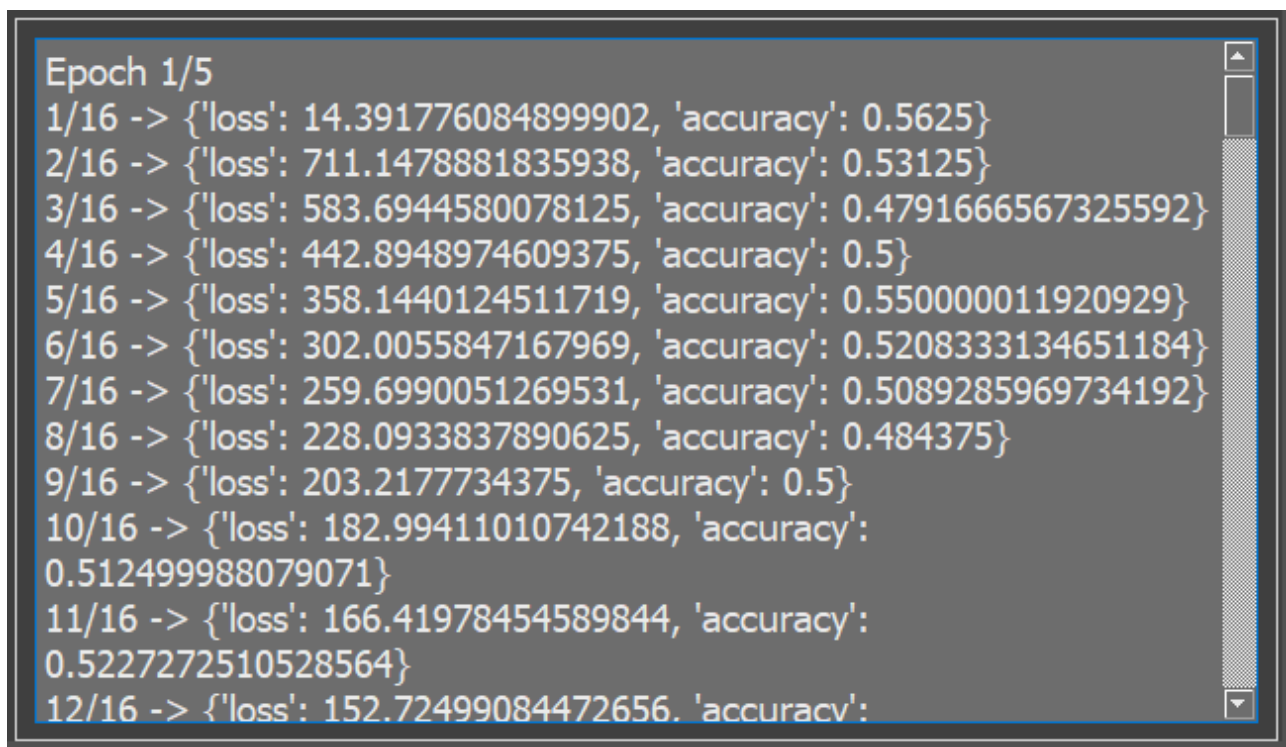 Epoch 1/5
1/16 -> {'loss': 14.391776084899902, 'accuracy': 0.5625}
2/16 -> {'loss': 711.1478881835938, 'accuracy': 0.53125}
3/16 -> {'loss': 583.6944580078125, 'accuracy': 0.4791666567325592}
4/16 -> {'loss': 442.8948974609375, 'accuracy': 0.5}
5/16 -> {'loss': 358.1440124511719, 'accuracy': 0.550000011920929}
6/16 -> {'loss': 302.0055847167969, 'accuracy': 0.5208333134651184}
7/16 -> {'loss': 259.6990051269531, 'accuracy': 0.5089285969734192}
8/16 -> {'loss': 228.0933837890625, 'accuracy': 0.484375}
9/16 -> {'loss': 203.2177734375, 'accuracy': 0.5}
10/16 -> {'loss': 182.99411010742188, 'accuracy':
0.512499988079071}
11/16 -> {'loss': 166.41978454589844, 'accuracy':
0.5227272510528564}
12/16 -> {'loss': 152.72499084472656, 'accuracy':